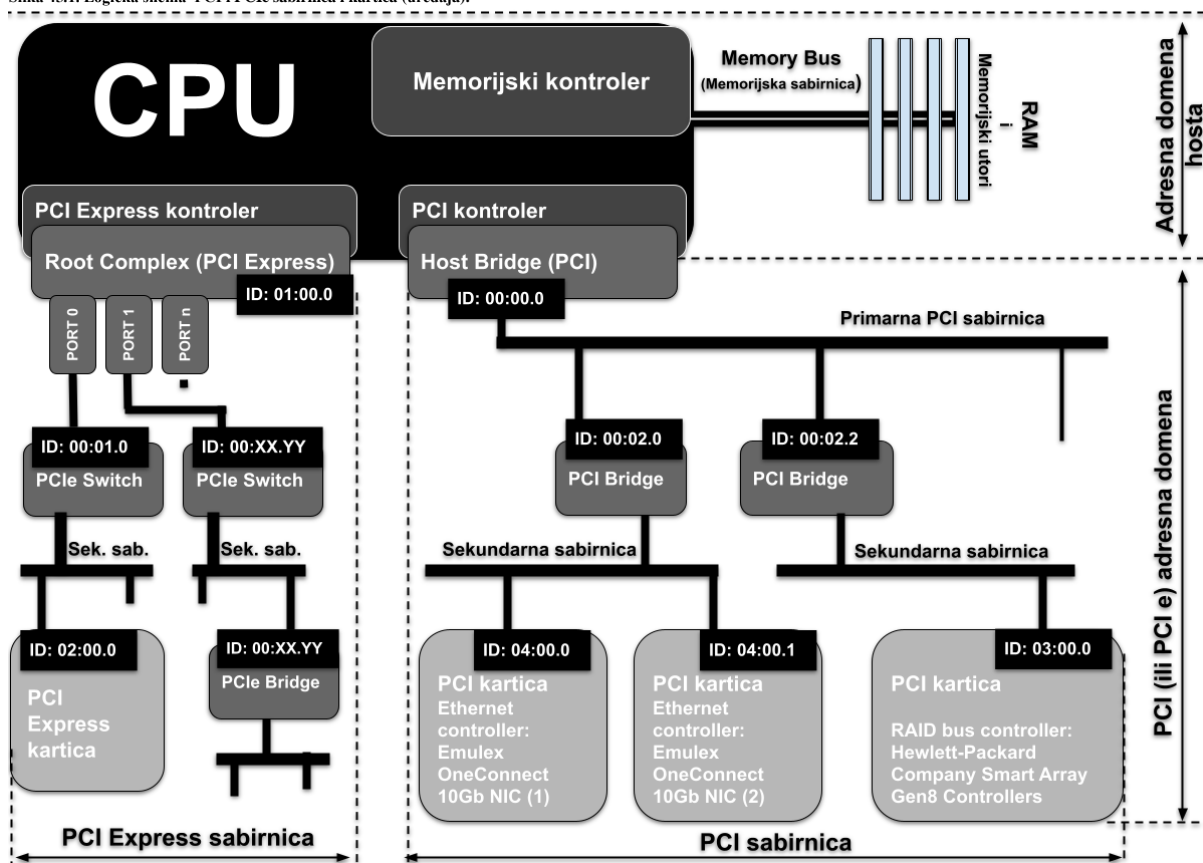 Slika 43.1. Logička shema PCI i PCIe sabirnica i kartica (uređaja).
CPU
Memorijski kontroler
Memory Bus
(Memorijska sabirnica)
Memorijski utori
i
RAM
Adresna domena
hosta
PCI Express kontroler
PCI kontroler
Root Complex (PCI Express)
Host Bridge (PCI)
ID: 01:00.0
ID: 00:00.0
PORT 0
PORT 1
PORT n
Primarna PCI sabirnica
ID: 00:01.0
PCIe Switch
ID: 00:XX.YY
PCIe Switch
ID: 00:02.0
PCI Bridge
ID: 00:02.2
PCI Bridge
Sek. sab.
Sek. sab.
Sekundarna sabirnica
Sekundarna sabirnica
ID: 02:00.0
PCI
Express
kartica
ID: 00:XX.YY
PCIe Bridge
ID: 04:00.0
PCI kartica
Ethernet
controller:
Emulex
OneConnect
10Gb NIC (1)
ID: 04:00.1
PCI kartica
Ethernet
controller:
Emulex
OneConnect
10Gb NIC (2)
ID: 03:00.0
PCI kartica
RAID bus controller:
Hewlett-Packard
Company Smart Array
Gen8 Controllers
PCI (ili PCI e) adresna domena
PCI Express sabirnica
PCI sabirnica